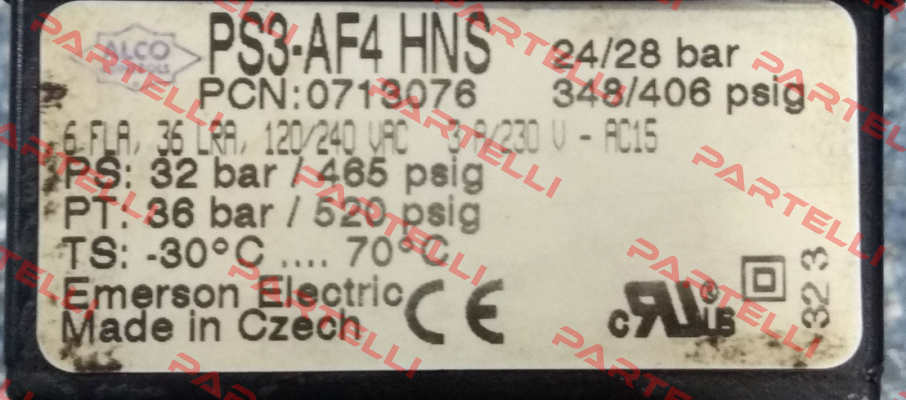 ALCO CONTROLS
PS3-AF4 HNS 24/28 bar
PCN:0713076 348/406 psig
6 FLA, 36 LRA, 120/240 VAC 3 A/230 V - AC15
PS: 32 bar / 465 psig
PT: 36 bar / 520 psig
TS: -30°C .... 70°C
Emerson Electric
Made in Czech
CE
c RU ® US
323
PARTELLI